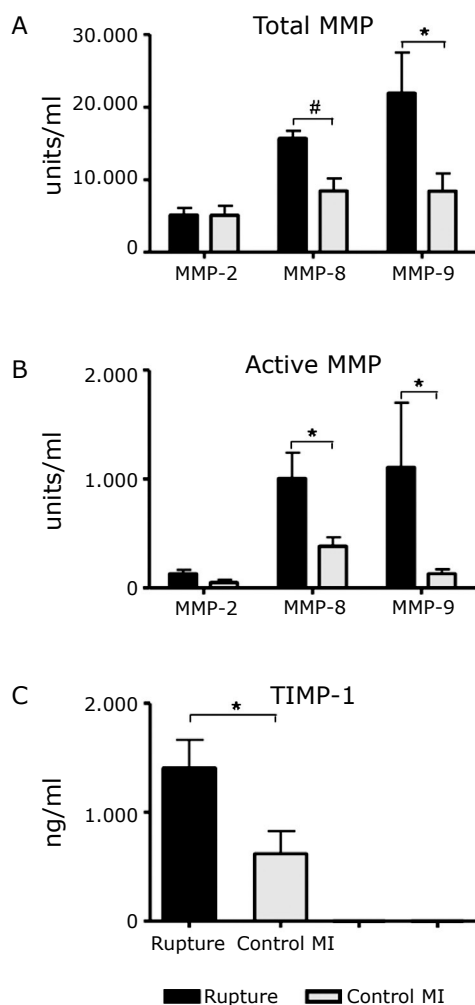 A Total MMP
30.000
*
#
20.000
units/ml
10.000
0
MMP-2 MMP-8 MMP-9
B Active MMP
2.000
*
*
units/ml
1.000
0
MMP-2 MMP-8 MMP-9
C TIMP-1
2.000
*
ng/ml
1.000
0
Rupture Control MI
Rupture Control MI